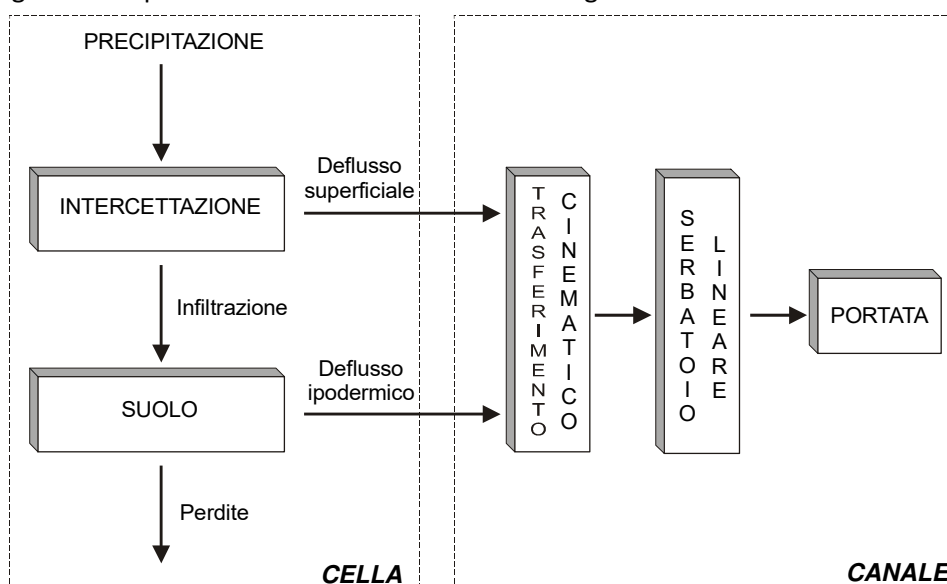 PRECIPITAZIONE
INTERCETTAZIONE
Deflusso
superficiale
Infiltrazione
SUOLO
Deflusso
ipodermico
Perdite
CELLA
TRASFERIMENTO
CINEMATICO
SERBATOIO
LINEARE
PORTATA
CANALE